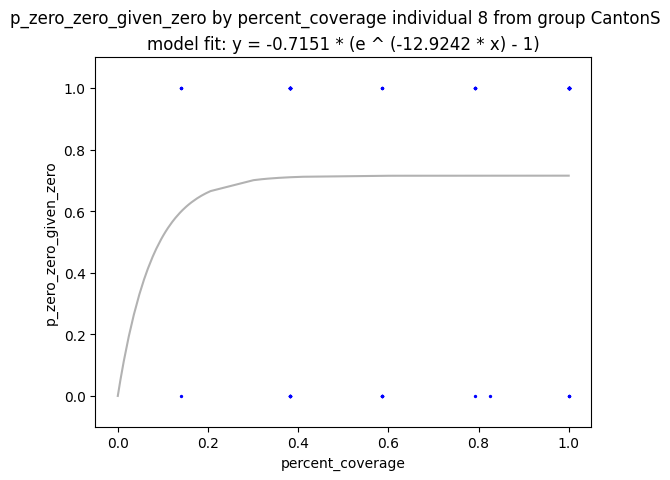 p_zero_zero_given_zero by percent_coverage individual 8 from group CantonS
model fit: y = -0.7151 * (e ^ (-12.9242 * x) - 1)
1.0
0.8
0.6
0.4
0.2
0.0
p_zero_zero_given_zero
0.0 0.2 0.4 0.6 0.8 1.0
percent_coverage